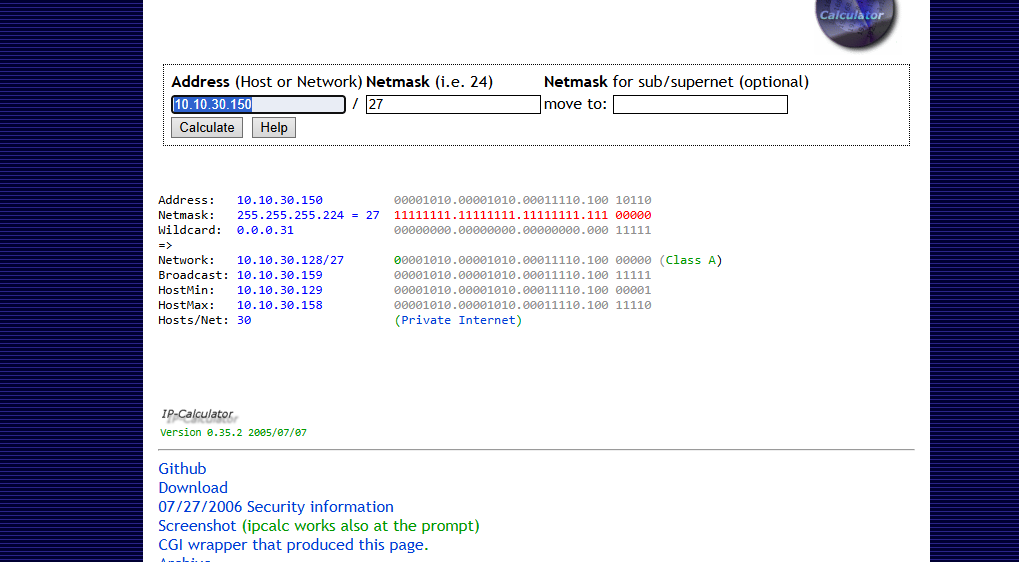 Calculator
Address (Host or Network) Netmask (i.e. 24) Netmask for sub/supernet (optional)
10.10.30.150 / 27 move to:
Calculate Help
Address: 10.10.30.150 00001010.00001010.00011110.100 10110
Netmask: 255.255.255.224 = 27 11111111.11111111.11111111.111 00000
Wildcard: 0.0.0.31 00000000.00000000.00000000.000 11111
=>
Network: 10.10.30.128/27 00001010.00001010.00011110.100 00000 (Class A)
Broadcast: 10.10.30.159 00001010.00001010.00011110.100 11111
HostMin: 10.10.30.129 00001010.00001010.00011110.100 00001
HostMax: 10.10.30.158 00001010.00001010.00011110.100 11110
Hosts/Net: 30 (Private Internet)
IP-Calculator
Version 0.35.2 2005/07/07
Github
Download
07/27/2006 Security information
Screenshot (ipcalc works also at the prompt)
CGI wrapper that produced this page.
Archive